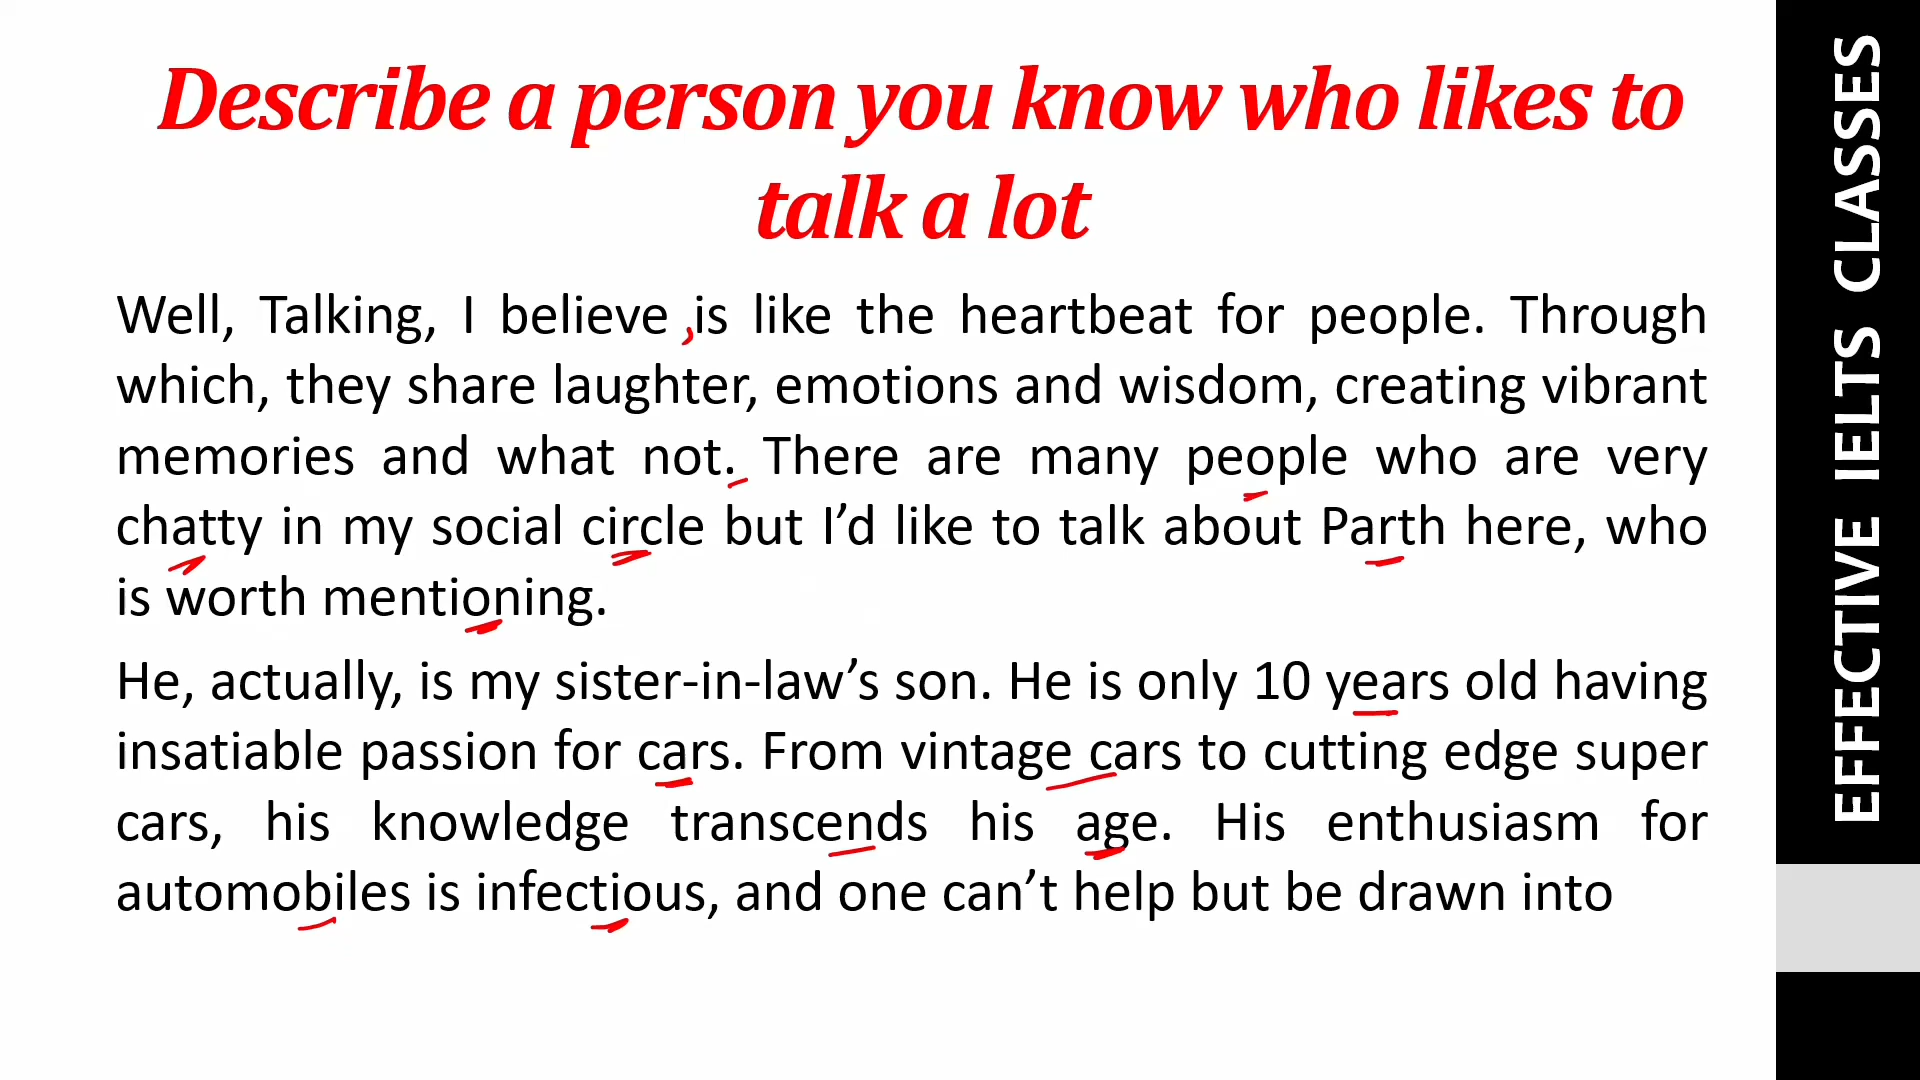 Describe a person you know who likes to
talk a lot
Well, Talking, I believe ,is like the heartbeat for people. Through
which, they share laughter, emotions and wisdom, creating vibrant
memories and what not. There are many people who are very
chatty in my social circle but I’d like to talk about Parth here, who
is worth mentioning.
He, actually, is my sister-in-law’s son. He is only 10 years old having
insatiable passion for cars. From vintage cars to cutting edge super
cars, his knowledge transcends his age. His enthusiasm for
automobiles is infectious, and one can’t help but be drawn into
EFFECTIVE IELTS CLASSES